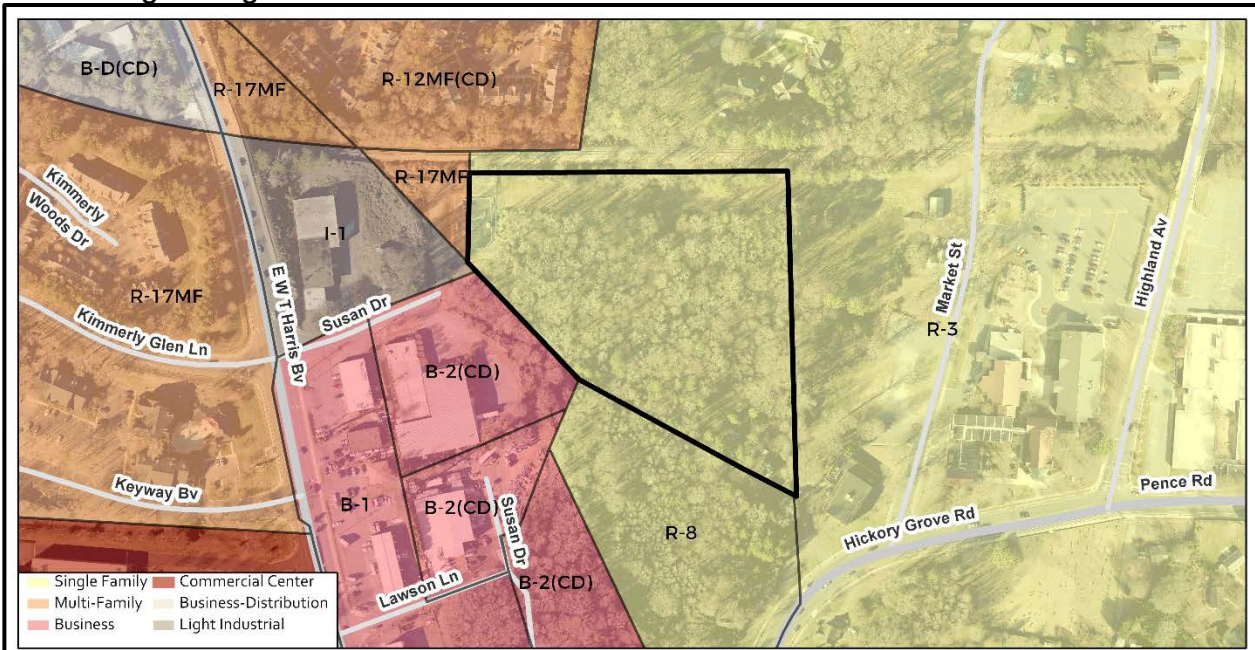 B-D(CD)
R-17MF
R-12MF(CD)
R-17MF
Kimmerly
Woods Dr
I-1
R-17MF
E W T Harris Bv
Susan Dr
Kimmerly Glen Ln
B-2(CD)
Market St
Highland Av
R-3
Keyway Bv
B-1
B-2(CD)
Susan Dr
R-8
Hickory Grove Rd
Pence Rd
B-2(CD)
Lawson Ln
Single Family
Commercial Center
Multi-Family
Business-Distribution
Business
Light Industrial